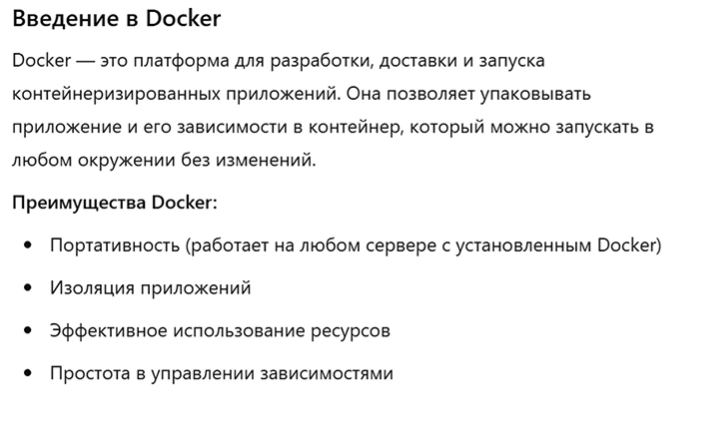 Введение в Docker
Docker — это платформа для разработки, доставки и запуска
контейнеризированных приложений. Она позволяет упаковывать
приложение и его зависимости в контейнер, который можно запускать в
любом окружении без изменений.
Преимущества Docker:
• Портативность (работает на любом сервере с установленным Docker)
• Изоляция приложений
• Эффективное использование ресурсов
• Простота в управлении зависимостями